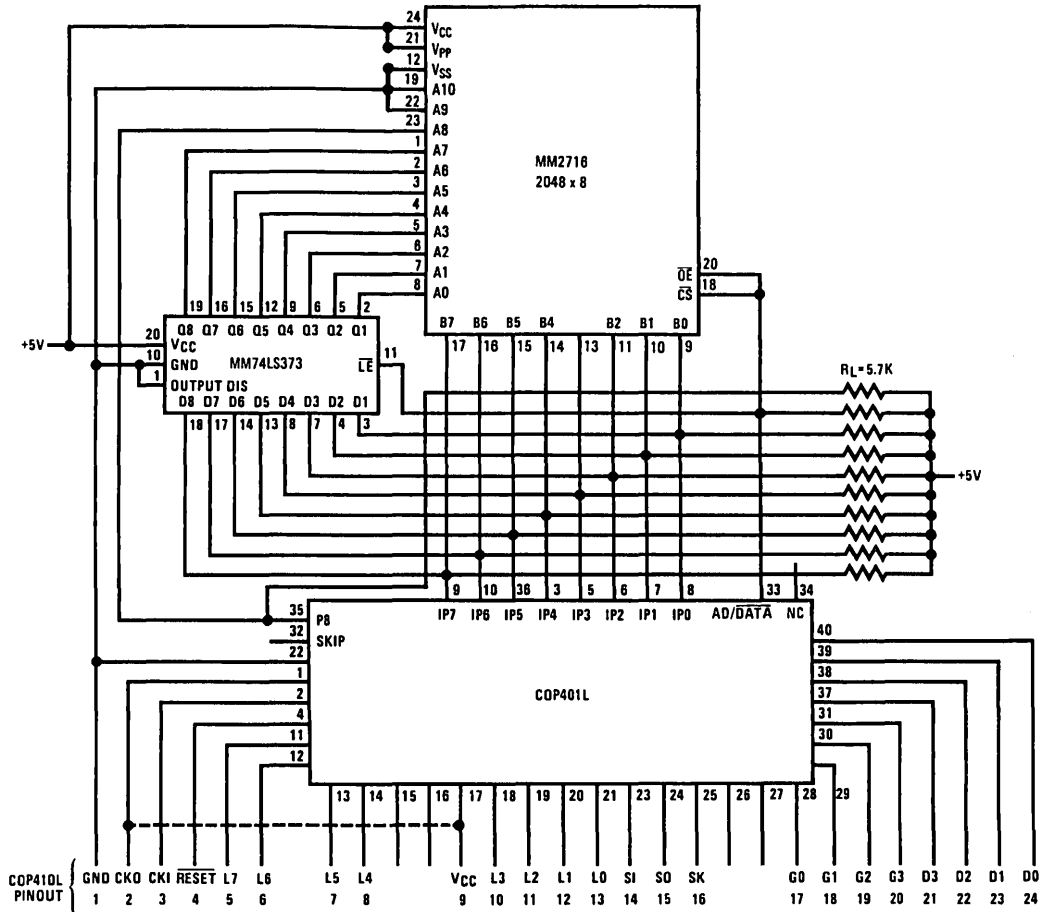 24 VCC
21 VPP
12 VSS
19 A10
22 A9
23 A8
1 A7
2 A6
3 A5
4 A4
5 A3
6 A2
7 A1
8 A0
MM2716
2048 x 8
OE 20
CS 18
B7 B6 B5 B4 B2 B1 B0
17 16 15 14 13 11 10 9
19 16 15 12 9 6 5 2
Q8 Q7 Q6 Q5 Q4 Q3 Q2 Q1
+5V
20 VCC
10 GND
1 OUTPUT DIS
MM74LS373
LE 11
D8 D7 D6 D5 D4 D3 D2 D1
18 17 14 13 8 7 4 3
RL=5.7K
+5V
9 10 36 3 5 6 7 8 33 34
IP7 IP6 IP5 IP4 IP3 IP2 IP1 IP0 AD/DATA NC
35 P8
32 SKIP
22
1
2
4
11
12
COP401L
40
39
38
37
31
30
29
13 14 15 16 17 18 19 20 21 23 24 25 26 27 28
COP410L
PINOUT
GND CKO CKI RESET L7 L6 L5 L4 VCC L3 L2 L1 L0 SI SO SK G0 G1 G2 G3 D3 D2 D1 D0
1 2 3 4 5 6 7 8 9 10 11 12 13 14 15 16 17 18 19 20 21 22 23 24